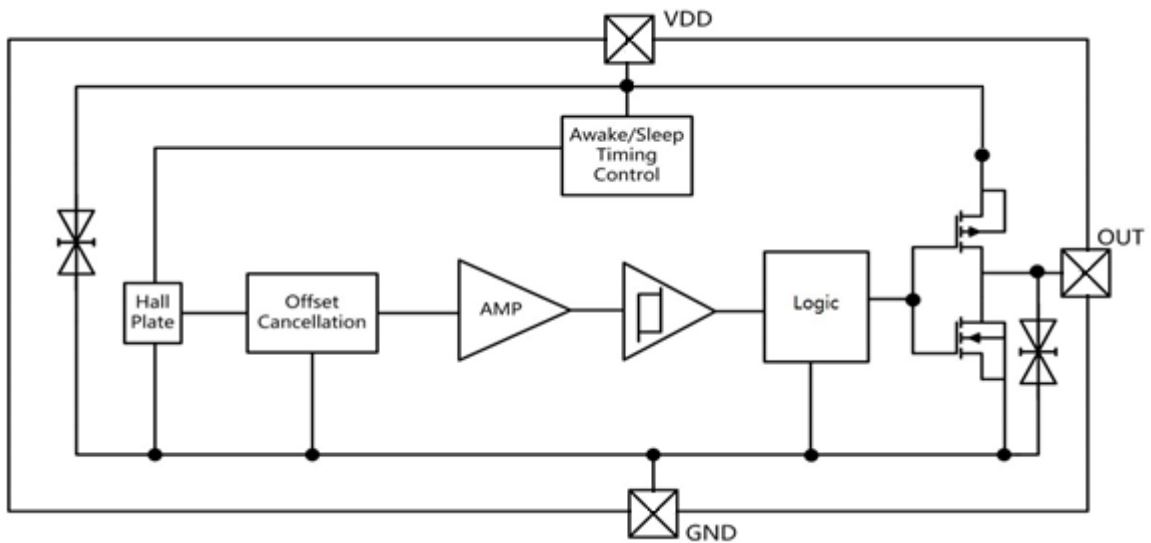 VDD
Awake/Sleep
Timing
Control
OUT
Hall
Plate
Offset
Cancellation
AMP
Logic
GND